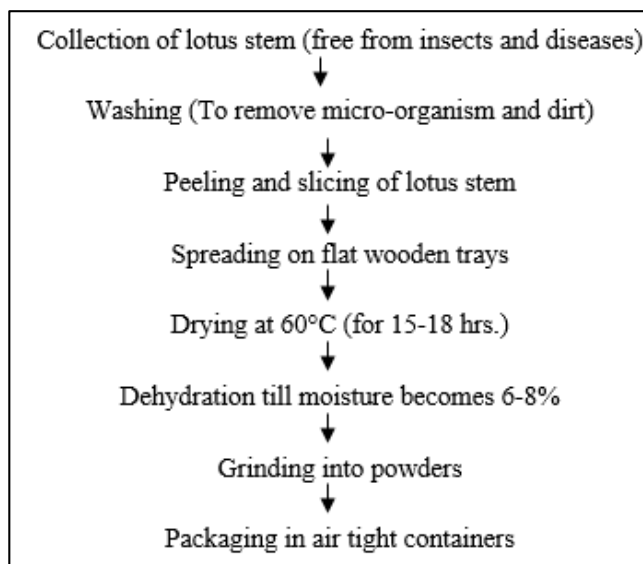 Collection of lotus stem (free from insects and diseases)
Washing (To remove micro-organism and dirt)
Peeling and slicing of lotus stem
Spreading on flat wooden trays
Drying at 60°C (for 15-18 hrs.)
Dehydration till moisture becomes 6-8%
Grinding into powders
Packaging in air tight containers